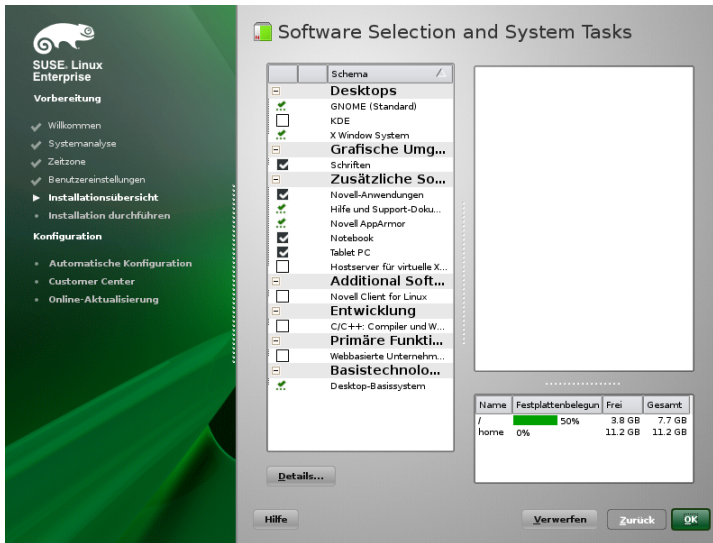 Software Selection and System Tasks
SUSE. Linux
Enterprise
Vorbereitung
Willkommen
Systemanalyse
Zeitzone
Benutzereinstellungen
Installationsübersicht
Installation durchführen
Konfiguration
Automatische Konfiguration
Customer Center
Online-Aktualisierung
Schema
Desktops
GNOME (Standard)
KDE
X Window System
Grafische Umg...
Schriften
Zusätzliche So...
Novell-Anwendungen
Hilfe und Support-Doku...
Novell AppArmor
Notebook
Tablet PC
Hostserver für virtuelle X...
Additional Soft...
Novell Client for Linux
Entwicklung
C/C++: Compiler und W...
Primäre Funkti...
Webbasierte Unternehm...
Basistechnolo...
Desktop-Basissystem
Name Festplattenbelegun Frei Gesamt
/ 50% 3.8 GB 7.7 GB
home 0% 11.2 GB 11.2 GB
Details...
Hilfe Verwerfen Zurück OK